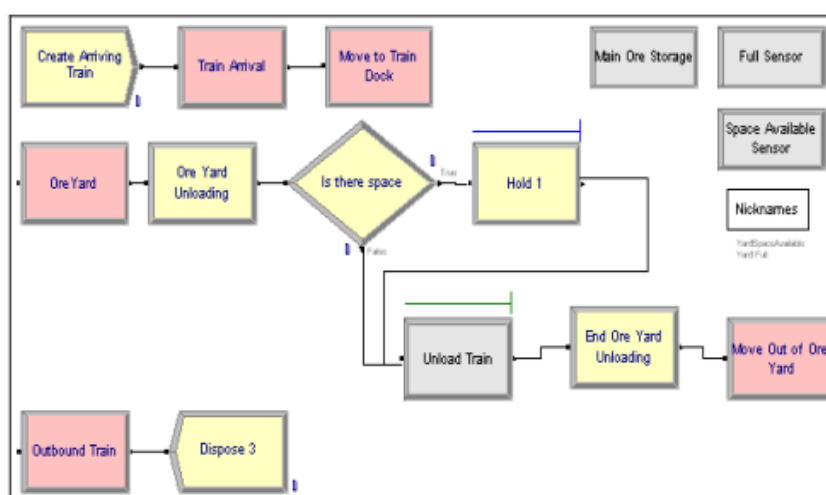 Create Arriving
Train
Train Arrival
Move to Train
Dock
Main Ore Storage
Full Sensor
Space Available
Sensor
Ore Yard
Ore Yard
Unloading
Is there space
True
False
Hold 1
Nicknames
YardSpaceAvailable
Yard Full
Unload Train
End Ore Yard
Unloading
Move Out of Ore
Yard
Outbound Train
Dispose 3